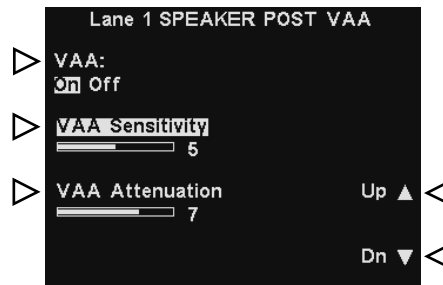 Lane 1 SPEAKER POST VAA
VAA:
On Off
VAA Sensitivity
5
VAA Attenuation
Up ▲
7
Dn ▼